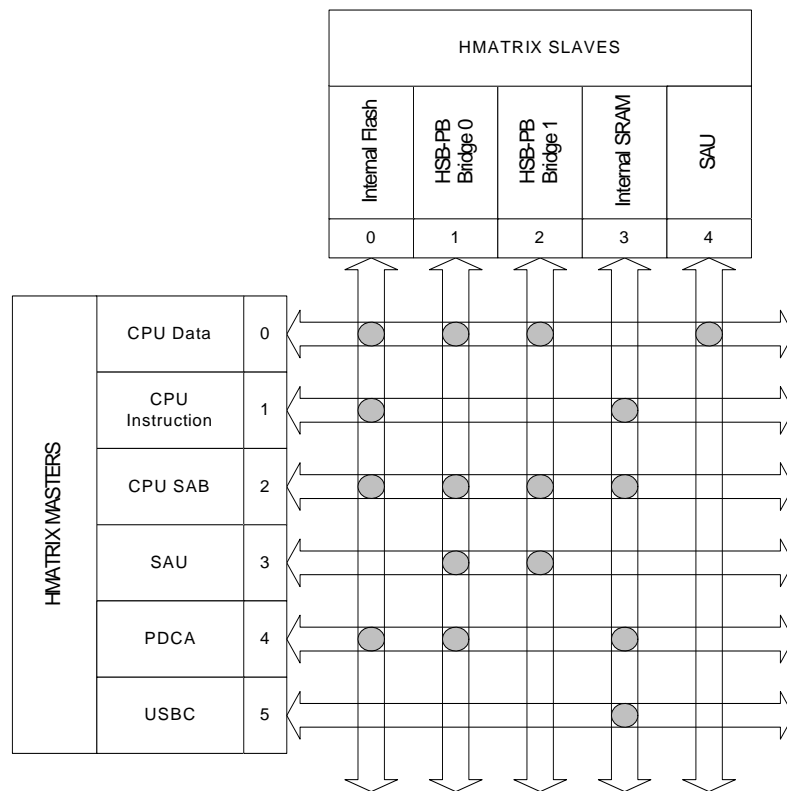 HMATRIX SLAVES
Internal Flash
HSB-PB
Bridge 0
HSB-PB
Bridge 1
Internal SRAM
SAU
0 1 2 3 4
HMATRIX MASTERS
CPU Data 0
CPU
Instruction 1
CPU SAB 2
SAU 3
PDCA 4
USBC 5